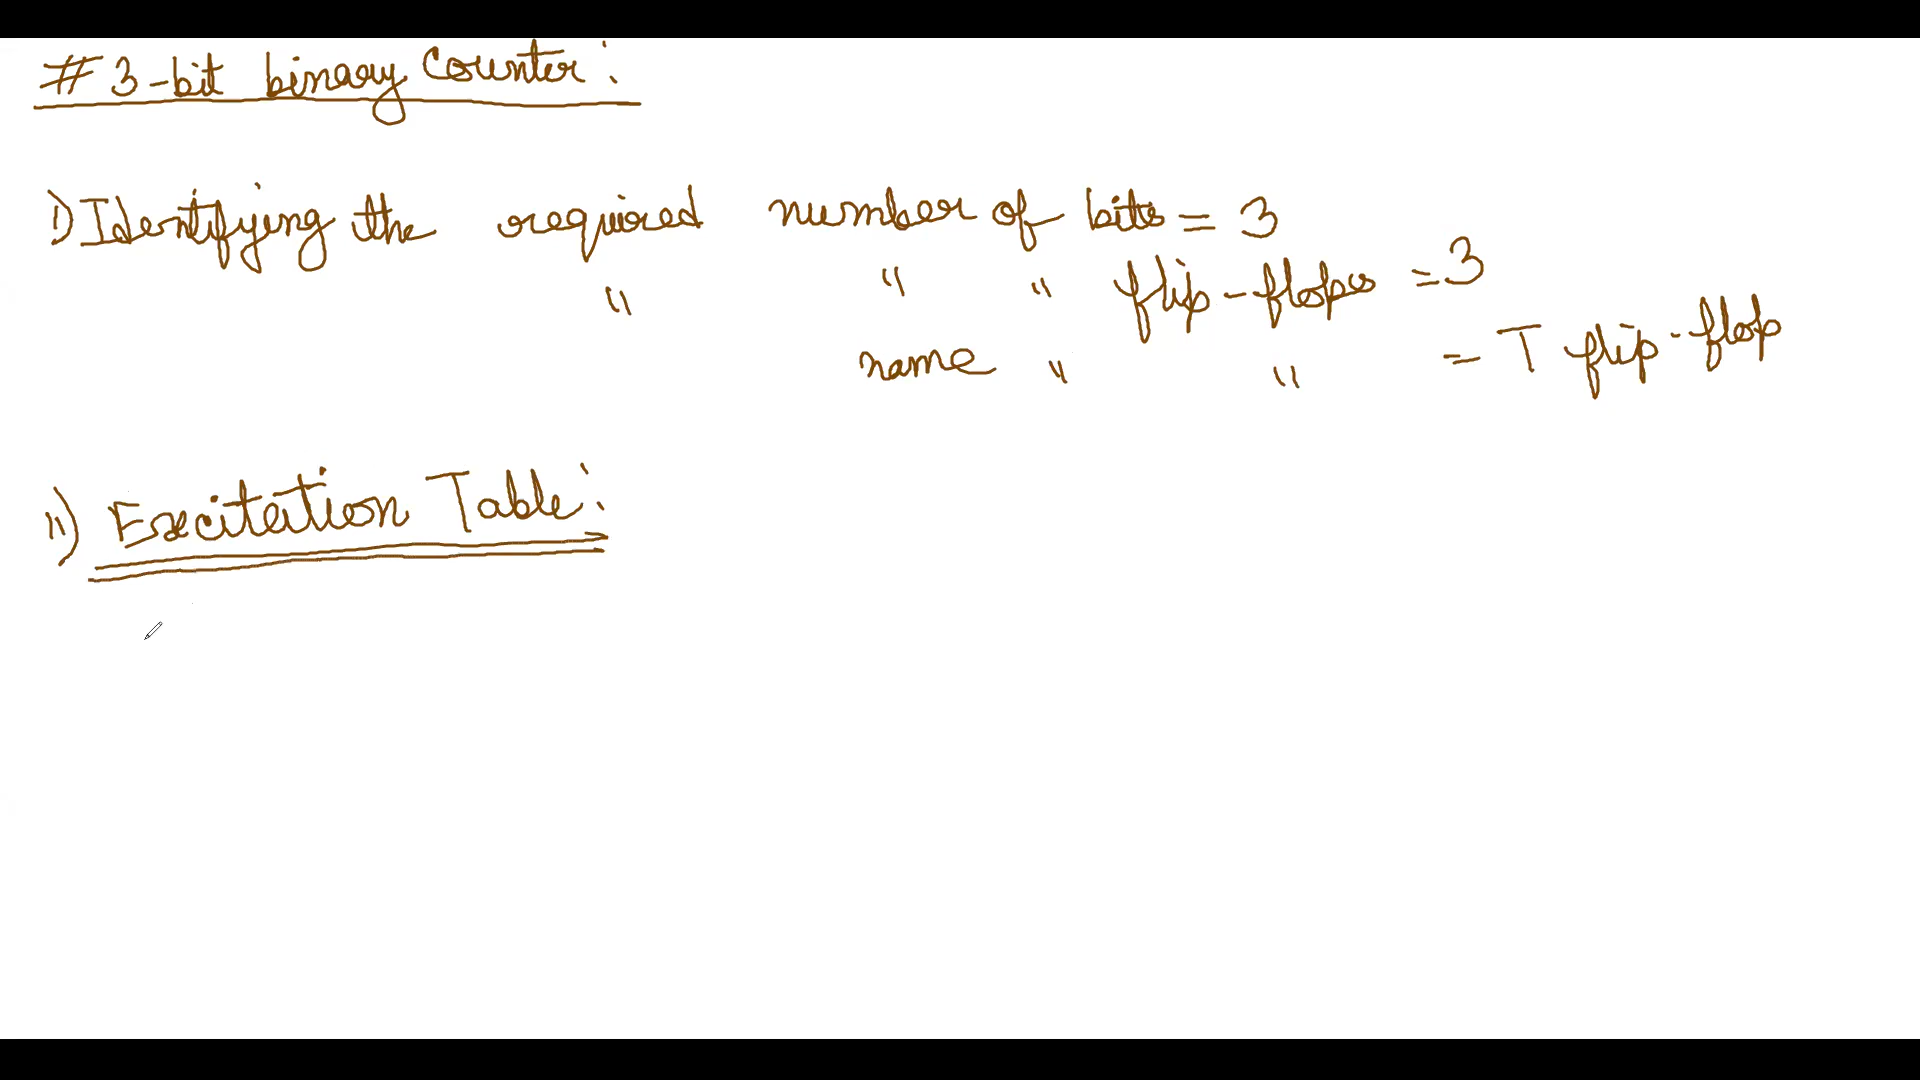 # 3-bit binary Counter:
i) Identifying the required number of bits = 3
" " " flip-flops = 3
name " " = T flip-flop
ii) Excitation Table: